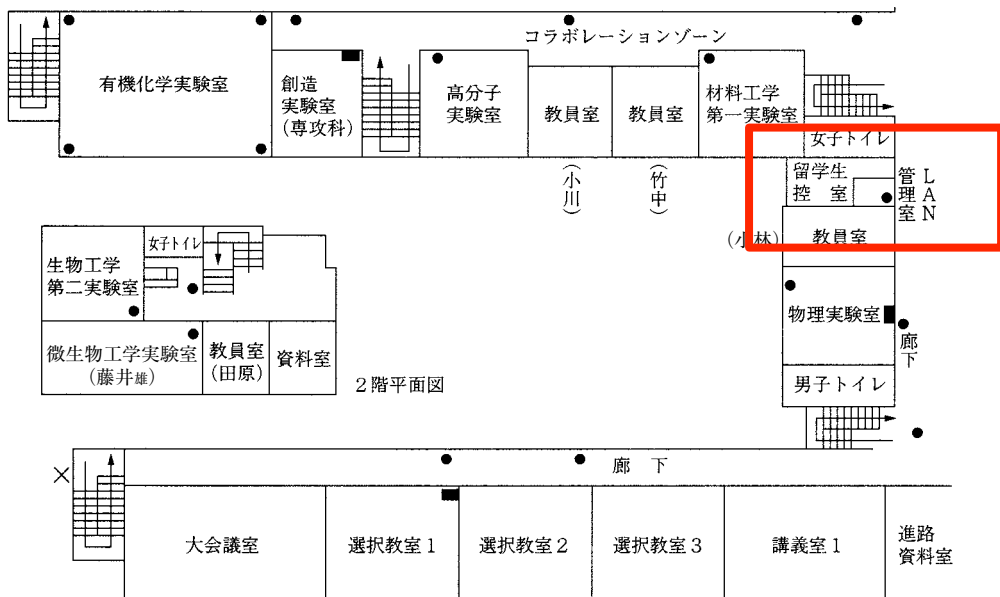 コラボレーションゾーン
有機化学実験室
創造
実験室
(専攻科)
高分子
実験室
教員室
(小川)
教員室
(竹中)
材料工学
第一実験室
女子トイレ
留学生
控室
LAN
管理室
教員室
(小林)
物理実験室
廊下
男子トイレ
生物工学
第二実験室
女子トイレ
微生物工学実験室
(藤井雄)
教員室
(田原)
資料室
2階平面図
廊下
大会議室
選択教室1
選択教室2
選択教室3
講義室1
進路
資料室